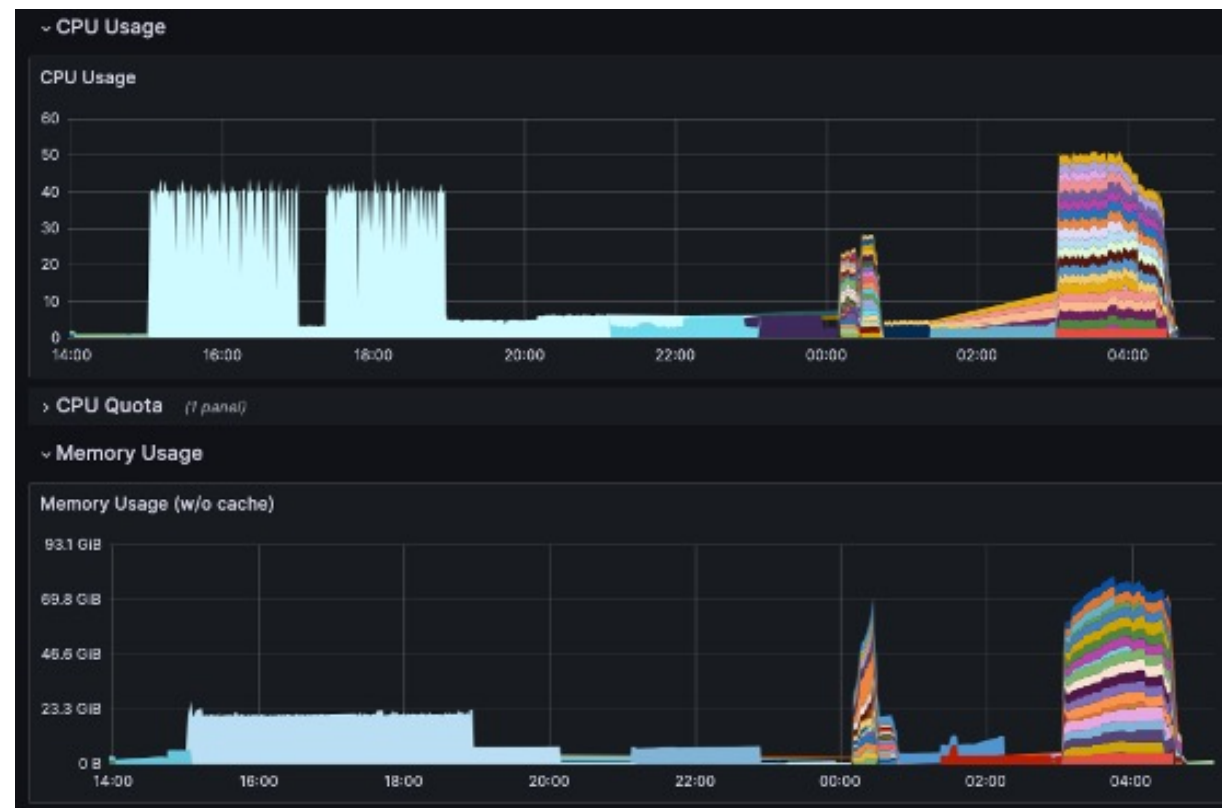 CPU Usage
CPU Usage
60
50
40
30
20
10
0
14:00 16:00 18:00 20:00 22:00 00:00 02:00 04:00
CPU Quota (1 panel)
Memory Usage
Memory Usage (w/o cache)
93.1 GiB
69.8 GiB
46.6 GiB
23.3 GiB
0 B
14:00 16:00 18:00 20:00 22:00 00:00 02:00 04:00